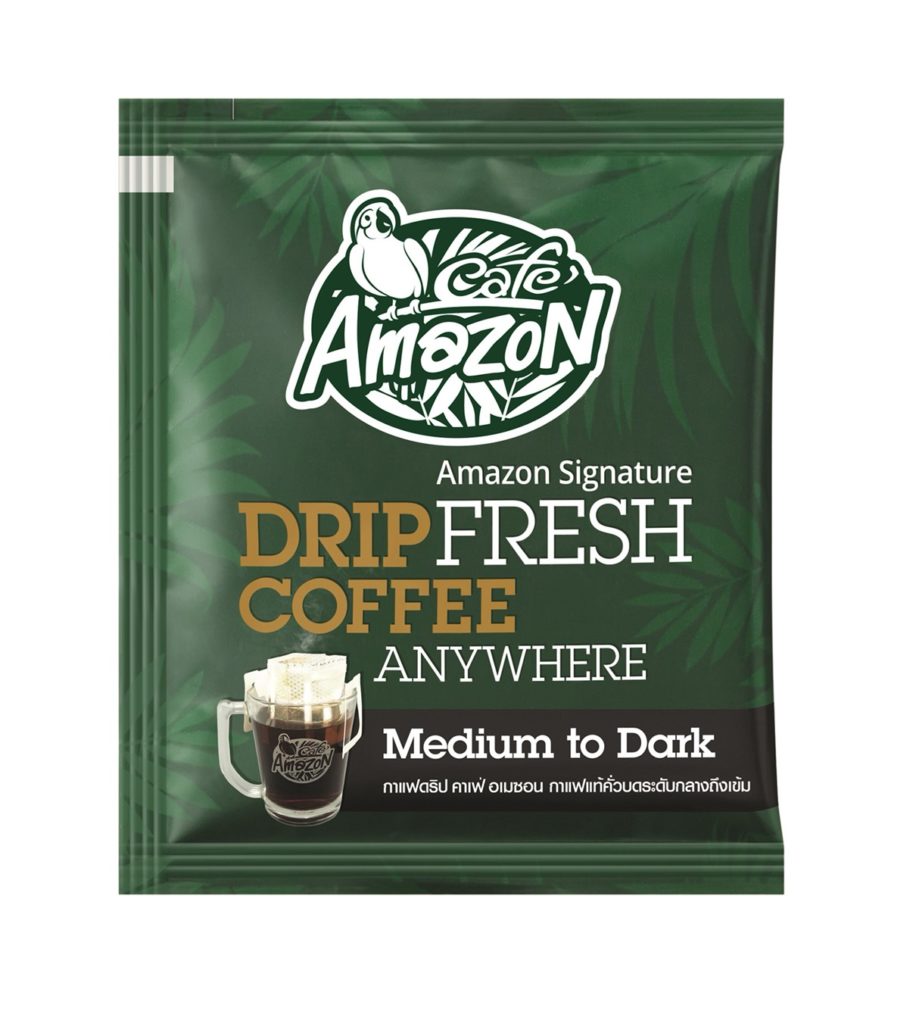 Café
Amazon
Amazon Signature
DRIP FRESH
COFFEE
ANYWHERE
Café
Amazon
Medium to Dark
กาแฟดริป คาเฟ่ อเมซอน กาแฟแท้คั่วบดระดับกลางถึงเข้ม